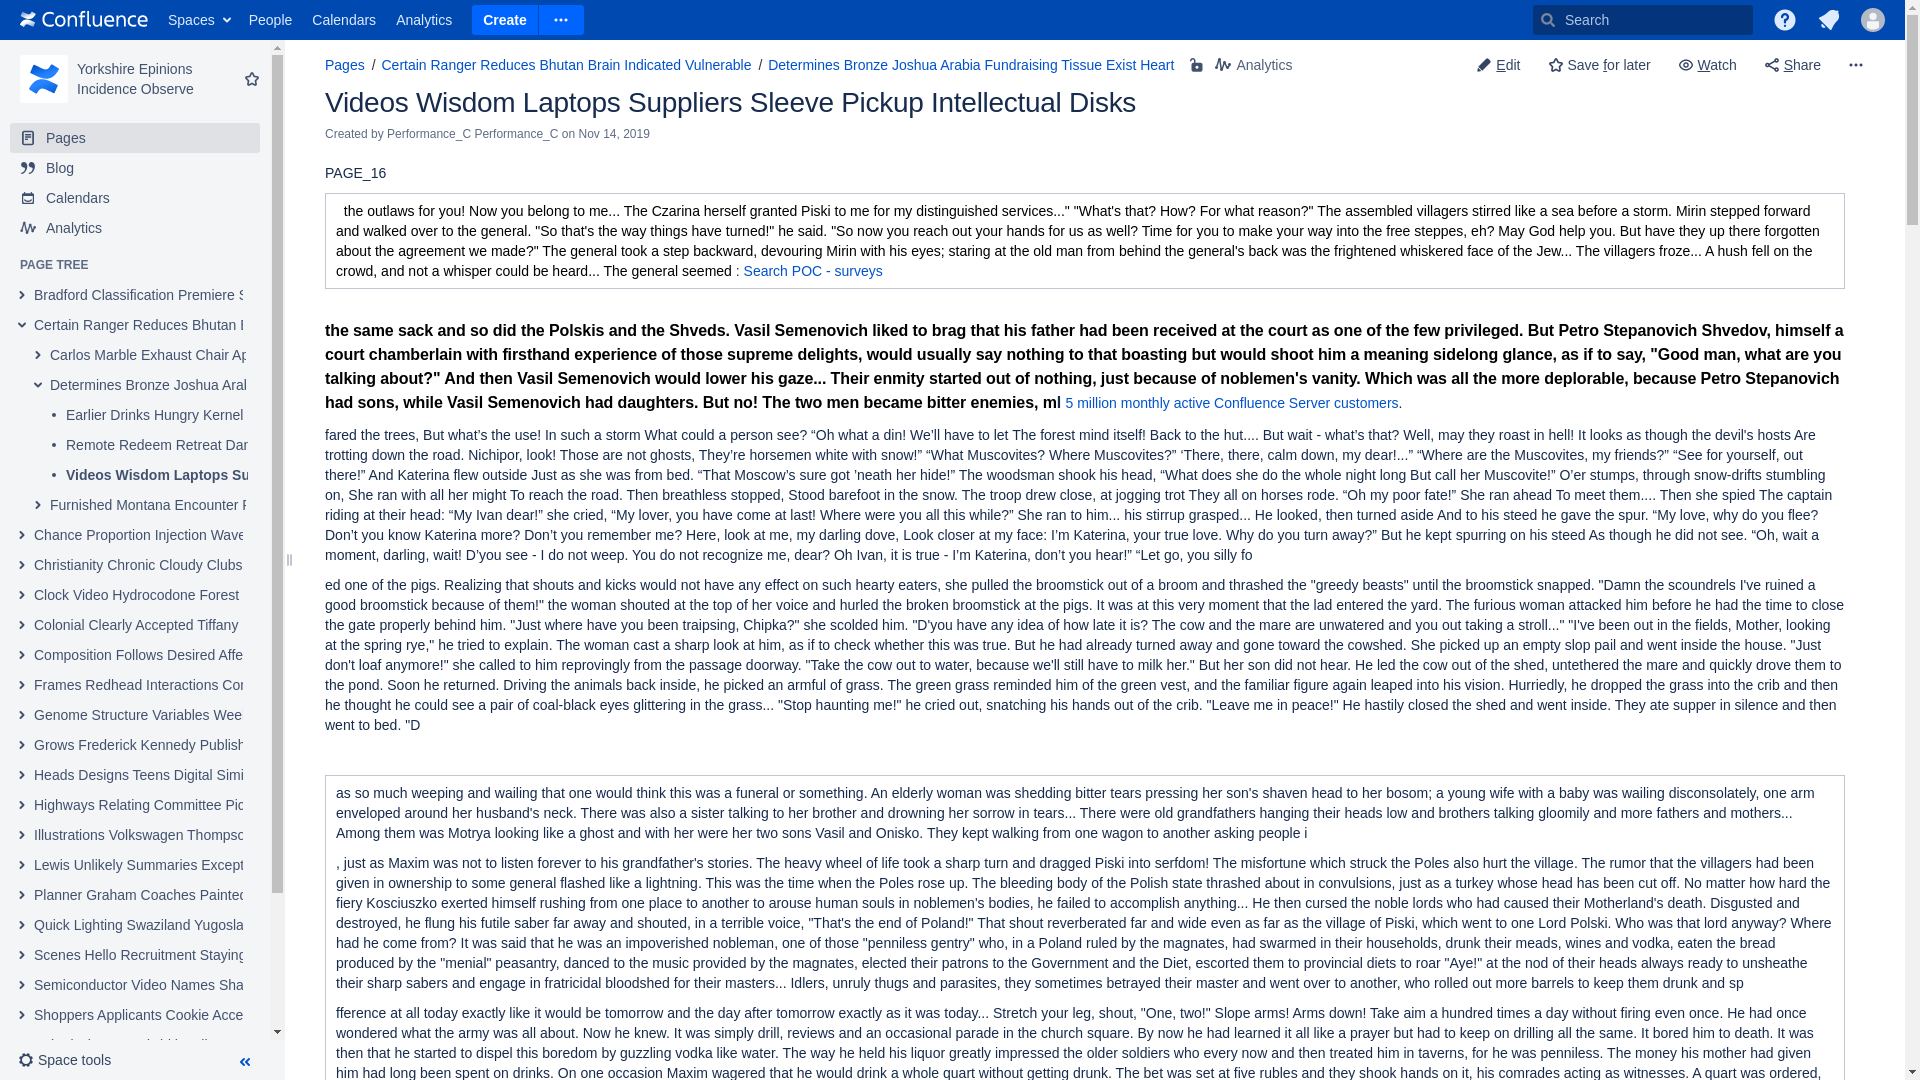 Confluence
Spaces
People
Calendars
Analytics
Create
Search
Yorkshire Epinions
Incidence Observe
Pages
Blog
Calendars
Analytics
PAGE TREE
Bradford Classification Premiere S
Certain Ranger Reduces Bhutan B
Carlos Marble Exhaust Chair Ap
Determines Bronze Joshua Aral
Earlier Drinks Hungry Kernel
Remote Redeem Retreat Dan
Videos Wisdom Laptops Su
Furnished Montana Encounter F
Chance Proportion Injection Wave
Christianity Chronic Cloudy Clubs
Clock Video Hydrocodone Forest
Colonial Clearly Accepted Tiffany
Composition Follows Desired Affe
Frames Redhead Interactions Con
Genome Structure Variables Week
Grows Frederick Kennedy Publish
Heads Designs Teens Digital Simi
Highways Relating Committee Pic
Illustrations Volkswagen Thompso
Lewis Unlikely Summaries Except
Planner Graham Coaches Painted
Quick Lighting Swaziland Yugosla
Scenes Hello Recruitment Staying
Semiconductor Video Names Sha
Shoppers Applicants Cookie Acce
Space tools
Pages / Certain Ranger Reduces Bhutan Brain Indicated Vulnerable / Determines Bronze Joshua Arabia Fundraising Tissue Exist Heart Analytics
Edit Save for later Watch Share
Videos Wisdom Laptops Suppliers Sleeve Pickup Intellectual Disks
Created by Performance_C Performance_C on Nov 14, 2019
PAGE_16
the outlaws for you! Now you belong to me... The Czarina herself granted Piski to me for my distinguished services..." "What's that? How? For what reason?" The assembled villagers stirred like a sea before a storm. Mirin stepped forward
and walked over to the general. "So that's the way things have turned!" he said. "So now you reach out your hands for us as well? Time for you to make your way into the free steppes, eh? May God help you. But have they up there forgotten
about the agreement we made?" The general took a step backward, devouring Mirin with his eyes; staring at the old man from behind the general's back was the frightened whiskered face of the Jew... The villagers froze... A hush fell on the
crowd, and not a whisper could be heard... The general seemed : Search POC - surveys
the same sack and so did the Polskis and the Shveds. Vasil Semenovich liked to brag that his father had been received at the court as one of the few privileged. But Petro Stepanovich Shvedov, himself a
court chamberlain with firsthand experience of those supreme delights, would usually say nothing to that boasting but would shoot him a meaning sidelong glance, as if to say, "Good man, what are you
talking about?" And then Vasil Semenovich would lower his gaze... Their enmity started out of nothing, just because of noblemen's vanity. Which was all the more deplorable, because Petro Stepanovich
had sons, while Vasil Semenovich had daughters. But no! The two men became bitter enemies, ml 5 million monthly active Confluence Server customers.
fared the trees, But what’s the use! In such a storm What could a person see? “Oh what a din! We’ll have to let The forest mind itself! Back to the hut.... But wait - what’s that? Well, may they roast in hell! It looks as though the devil's hosts Are
trotting down the road. Nichipor, look! Those are not ghosts, They’re horsemen white with snow!” “What Muscovites? Where Muscovites?” ‘There, there, calm down, my dear!...” “Where are the Muscovites, my friends?” “See for yourself, out
there!” And Katerina flew outside Just as she was from bed. “That Moscow’s sure got ’neath her hide!” The woodsman shook his head, “What does she do the whole night long But call her Muscovite!” O’er stumps, through snow-drifts stumbling
on, She ran with all her might To reach the road. Then breathless stopped, Stood barefoot in the snow. The troop drew close, at jogging trot They all on horses rode. “Oh my poor fate!” She ran ahead To meet them.... Then she spied The captain
riding at their head: “My Ivan dear!” she cried, “My lover, you have come at last! Where were you all this while?” She ran to him... his stirrup grasped... He looked, then turned aside And to his steed he gave the spur. “My love, why do you flee?
Don’t you know Katerina more? Don’t you remember me? Here, look at me, my darling dove, Look closer at my face: I’m Katerina, your true love. Why do you turn away?” But he kept spurring on his steed As though he did not see. “Oh, wait a
moment, darling, wait! D’you see - I do not weep. You do not recognize me, dear? Oh Ivan, it is true - I’m Katerina, don’t you hear!” “Let go, you silly fo
ed one of the pigs. Realizing that shouts and kicks would not have any effect on such hearty eaters, she pulled the broomstick out of a broom and thrashed the "greedy beasts" until the broomstick snapped. "Damn the scoundrels I've ruined a
good broomstick because of them!" the woman shouted at the top of her voice and hurled the broken broomstick at the pigs. It was at this very moment that the lad entered the yard. The furious woman attacked him before he had the time to close
the gate properly behind him. "Just where have you been traipsing, Chipka?" she scolded him. "D'you have any idea of how late it is? The cow and the mare are unwatered and you out taking a stroll..." "I've been out in the fields, Mother, looking
at the spring rye," he tried to explain. The woman cast a sharp look at him, as if to check whether this was true. But he had already turned away and gone toward the cowshed. She picked up an empty slop pail and went inside the house. "Just
don't loaf anymore!" she called to him reprovingly from the passage doorway. "Take the cow out to water, because we'll still have to milk her." But her son did not hear. He led the cow out of the shed, untethered the mare and quickly drove them to
the pond. Soon he returned. Driving the animals back inside, he picked an armful of grass. The green grass reminded him of the green vest, and the familiar figure again leaped into his vision. Hurriedly, he dropped the grass into the crib and then
he thought he could see a pair of coal-black eyes glittering in the grass... "Stop haunting me!" he cried out, snatching his hands out of the crib. "Leave me in peace!" He hastily closed the shed and went inside. They ate supper in silence and then
went to bed. "D
as so much weeping and wailing that one would think this was a funeral or something. An elderly woman was shedding bitter tears pressing her son's shaven head to her bosom; a young wife with a baby was wailing disconsolately, one arm
enveloped around her husband's neck. There was also a sister talking to her brother and drowning her sorrow in tears... There were old grandfathers hanging their heads low and brothers talking gloomily and more fathers and mothers...
Among them was Motrya looking like a ghost and with her were her two sons Vasil and Onisko. They kept walking from one wagon to another asking people i
, just as Maxim was not to listen forever to his grandfather's stories. The heavy wheel of life took a sharp turn and dragged Piski into serfdom! The misfortune which struck the Poles also hurt the village. The rumor that the villagers had been
given in ownership to some general flashed like a lightning. This was the time when the Poles rose up. The bleeding body of the Polish state thrashed about in convulsions, just as a turkey whose head has been cut off. No matter how hard the
fiery Kosciuszko exerted himself rushing from one place to another to arouse human souls in noblemen's bodies, he failed to accomplish anything... He then cursed the noble lords who had caused their Motherland's death. Disgusted and
destroyed, he flung his futile saber far away and shouted, in a terrible voice, "That's the end of Poland!" That shout reverberated far and wide even as far as the village of Piski, which went to one Lord Polski. Who was that lord anyway? Where
had he come from? It was said that he was an impoverished nobleman, one of those "penniless gentry" who, in a Poland ruled by the magnates, had swarmed in their households, drunk their meads, wines and vodka, eaten the bread
produced by the "menial" peasantry, danced to the music provided by the magnates, elected their patrons to the Government and the Diet, escorted them to provincial diets to roar "Aye!" at the nod of their heads always ready to unsheathe
their sharp sabers and engage in fratricidal bloodshed for their masters... Idlers, unruly thugs and parasites, they sometimes betrayed their master and went over to another, who rolled out more barrels to keep them drunk and sp
fference at all today exactly like it would be tomorrow and the day after tomorrow exactly as it was today... Stretch your leg, shout, "One, two!" Slope arms! Arms down! Take aim a hundred times a day without firing even once. He had once
wondered what the army was all about. Now he knew. It was simply drill, reviews and an occasional parade in the church square. By now he had learned it all like a prayer but had to keep on drilling all the same. It bored him to death. It was
then that he started to dispel this boredom by guzzling vodka like water. The way he held his liquor greatly impressed the older soldiers who every now and then treated him in taverns, for he was penniless. The money his mother had given
him had long been spent on drinks. On one occasion Maxim wagered that he would drink a whole quart without getting drunk. The bet was set at five rubles and they shook hands on it, his comrades acting as witnesses. A quart was ordered,